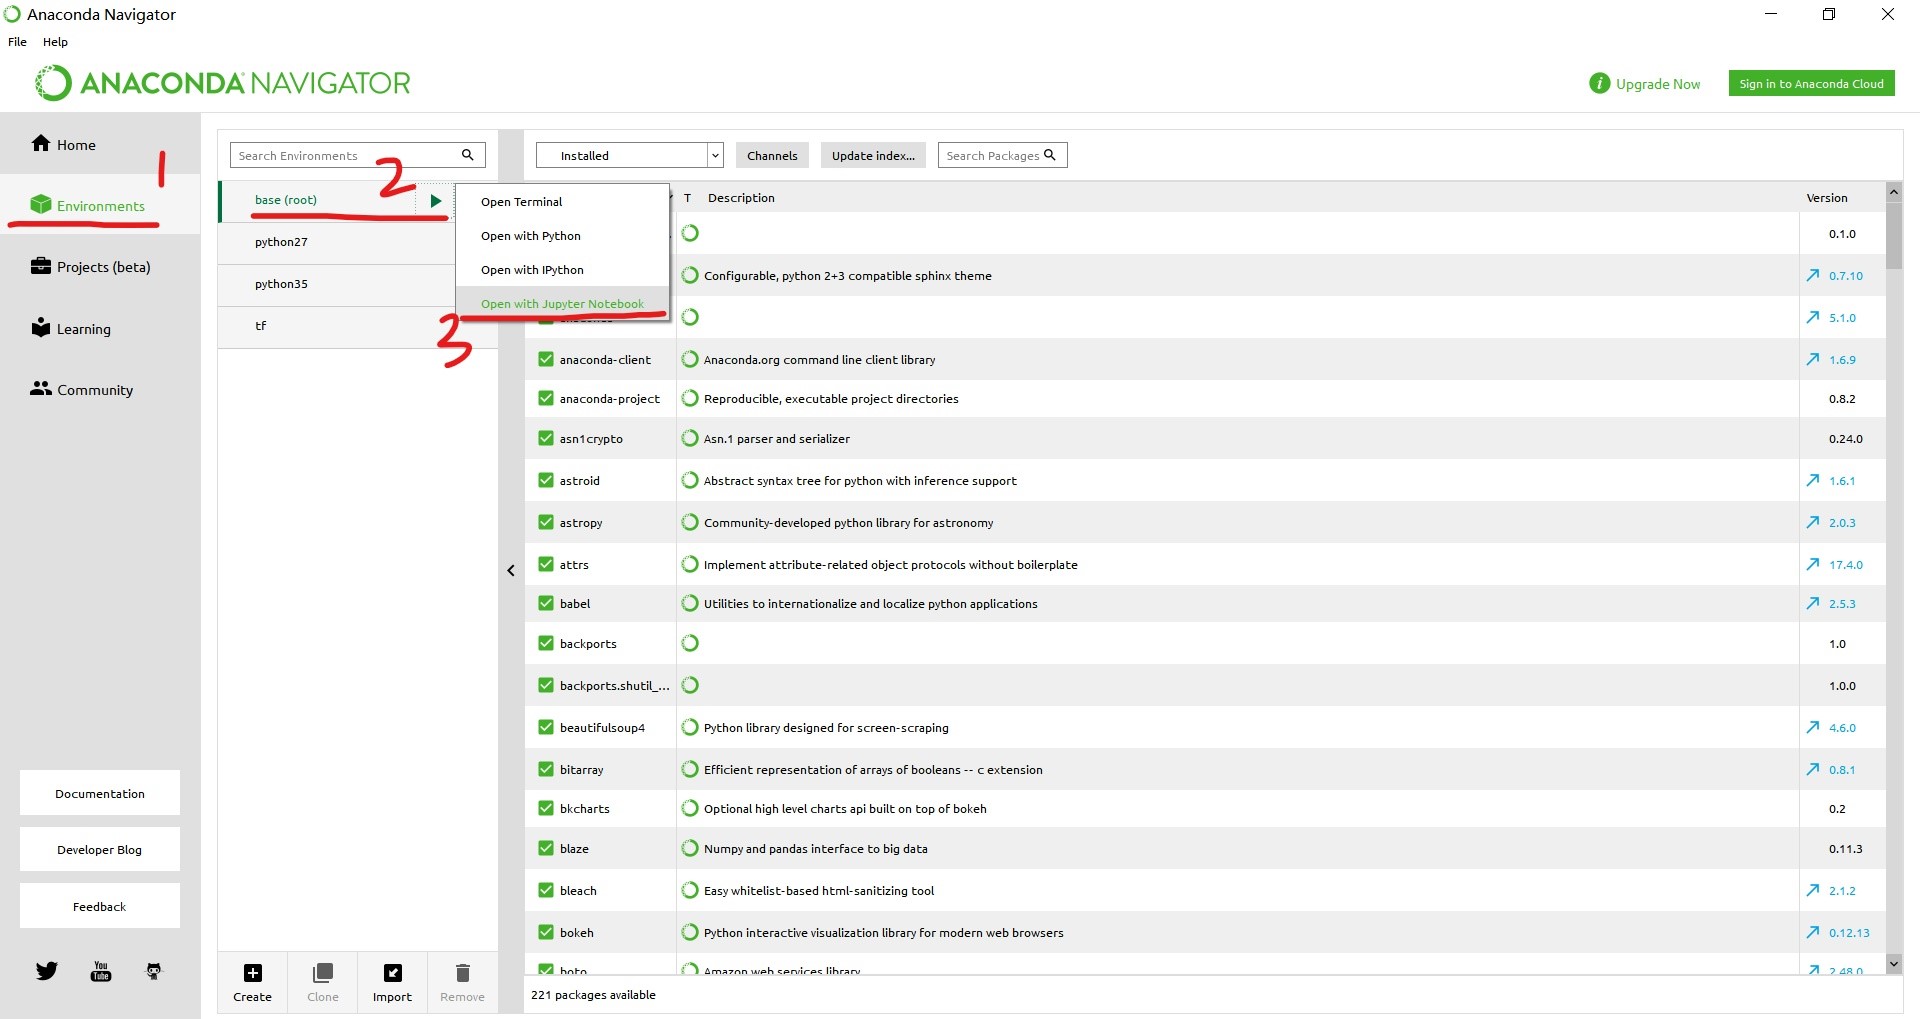 Anaconda Navigator
File Help
ANACONDA NAVIGATOR
i Upgrade Now Sign in to Anaconda Cloud
Home
1
Environments
Projects (beta)
Learning
Community
Documentation
Developer Blog
Feedback
You Tube
Search Environments
2
base (root)
python27
python35
tf
3
Open Terminal
Open with Python
Open with IPython
Open with Jupyter Notebook
Create Clone Import Remove
Installed Channels Update index... Search Packages
T Description Version
0.1.0
Configurable, python 2+3 compatible sphinx theme 0.7.10
5.1.0
anaconda-client Anaconda.org command line client library 1.6.9
anaconda-project Reproducible, executable project directories 0.8.2
asn1crypto Asn.1 parser and serializer 0.24.0
astroid Abstract syntax tree for python with inference support 1.6.1
astropy Community-developed python library for astronomy 2.0.3
attrs Implement attribute-related object protocols without boilerplate 17.4.0
babel Utilities to internationalize and localize python applications 2.5.3
backports 1.0
backports.shutil_... 1.0.0
beautifulsoup4 Python library designed for screen-scraping 4.6.0
bitarray Efficient representation of arrays of booleans -- c extension 0.8.1
bkcharts Optional high level charts api built on top of bokeh 0.2
blaze Numpy and pandas interface to big data 0.11.3
bleach Easy whitelist-based html-sanitizing tool 2.1.2
bokeh Python interactive visualization library for modern web browsers 0.12.13
boto Amazon web services library 2.48.0
221 packages available